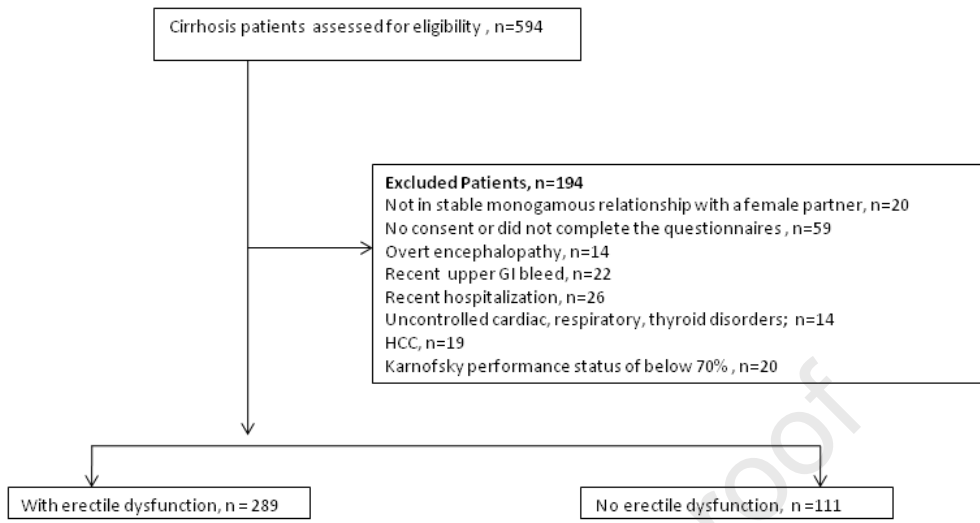 Cirrhosis patients assessed for eligibility , n=594
Excluded Patients, n=194
Not in stable monogamous relationship with a female partner, n=20
No consent or did not complete the questionnaires , n=59
Overt encephalopathy, n=14
Recent upper GI bleed, n=22
Recent hospitalization, n=26
Uncontrolled cardiac, respiratory, thyroid disorders; n=14
HCC, n=19
Karnofsky performance status of below 70% , n=20
With erectile dysfunction, n = 289
No erectile dysfunction, n =111
roof